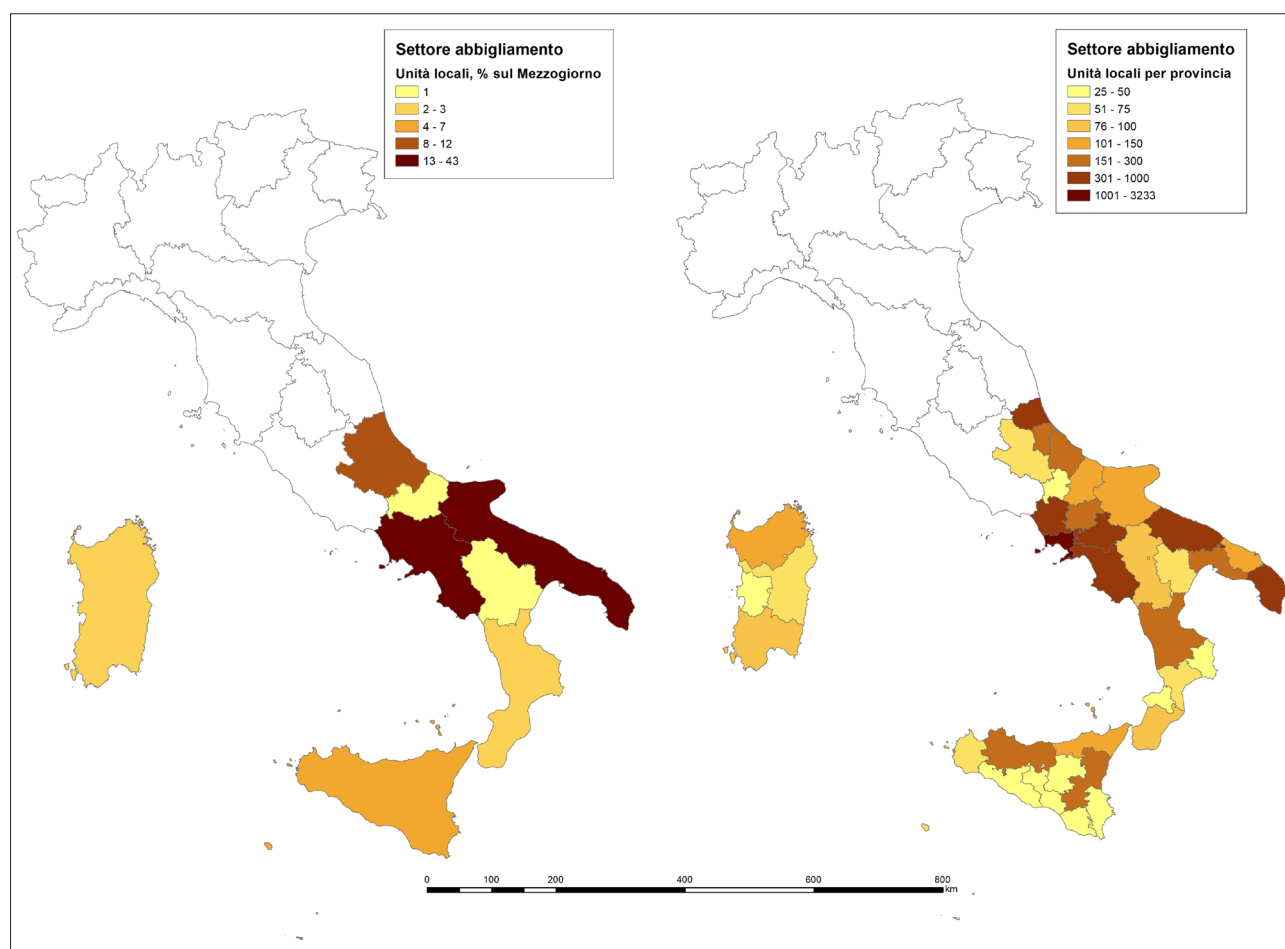 Settore abbigliamento
Unità locali, % sul Mezzogiorno
1
2 - 3
4 - 7
8 - 12
13 - 43
Settore abbigliamento
Unità locali per provincia
25 - 50
51 - 75
76 - 100
101 - 150
151 - 300
301 - 1000
1001 - 3233
0 100 200 400 600 800
km